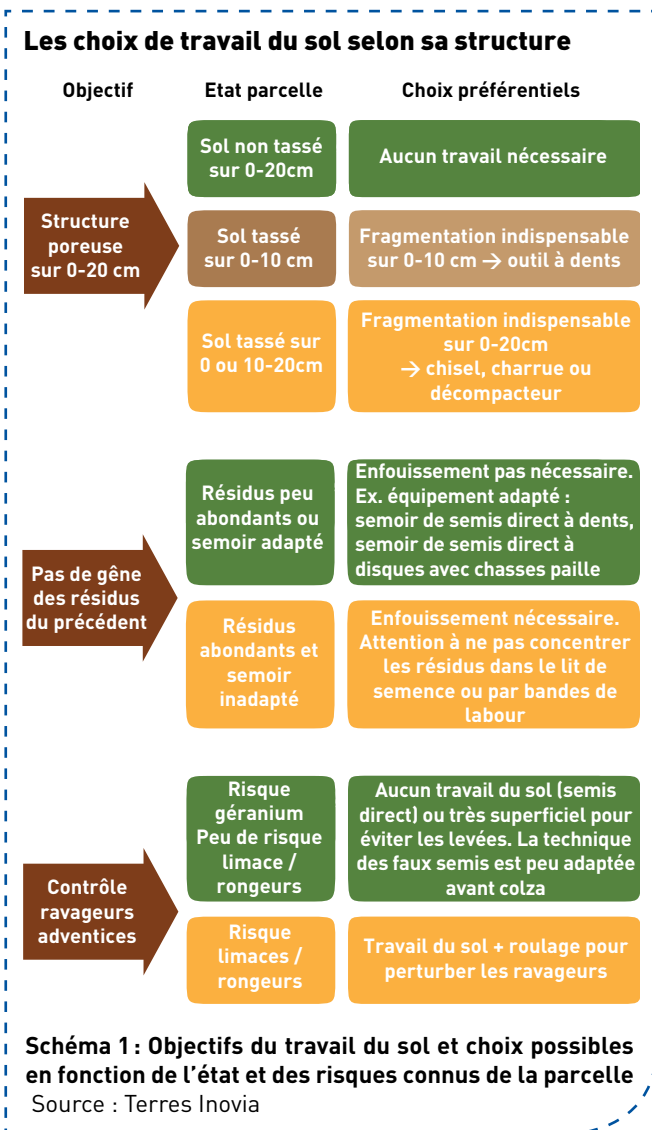 Les choix de travail du sol selon sa structure
Objectif
Etat parcelle
Choix préférentiels
Structure
poreuse
sur 0-20 cm
Sol non tassé
sur 0-20cm
Aucun travail nécessaire
Sol tassé
sur 0-10 cm
Fragmentation indispensable
sur 0-10 cm → outil à dents
Sol tassé sur
0 ou 10-20cm
Fragmentation indispensable
sur 0-20cm
→ chisel, charrue ou
décompacteur
Pas de gêne
des résidus
du précédent
Résidus peu
abondants ou
semoir adapté
Enfouissement pas nécessaire.
Ex. équipement adapté :
semoir de semis direct à dents,
semoir de semis direct à
disques avec chasses paille
Résidus
abondants et
semoir
inadapté
Enfouissement nécessaire.
Attention à ne pas concentrer
les résidus dans le lit de
semence ou par bandes de
labour
Contrôle
ravageurs
adventices
Risque
géranium
Peu de risque
limace /
rongeurs
Aucun travail du sol (semis
direct) ou très superficiel pour
éviter les levées. La technique
des faux semis est peu adaptée
avant colza
Risque
limaces /
rongeurs
Travail du sol + roulage pour
perturber les ravageurs
Schéma 1 : Objectifs du travail du sol et choix possibles
en fonction de l'état et des risques connus de la parcelle
Source : Terres Inovia